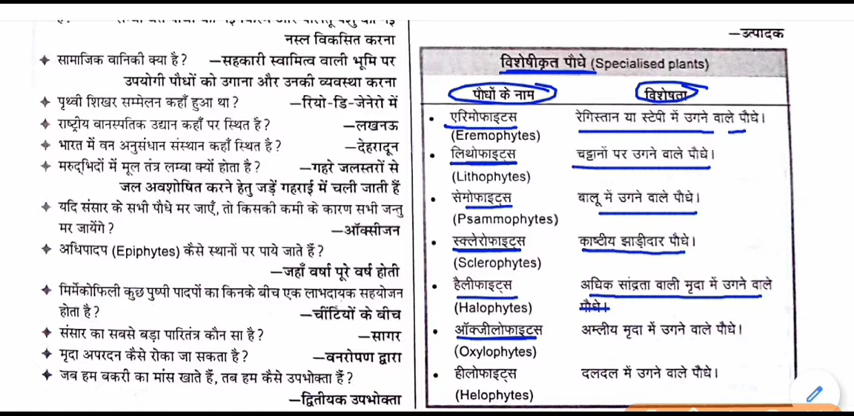 नस्ल विकसित करना
✦ सामाजिक वानिकी क्या है? —सहकारी स्वामित्व वाली भूमि पर
उपयोगी पौधों को उगाना और उनकी व्यवस्था करना
✦ पृथ्वी शिखर सम्मेलन कहाँ हुआ था? —रियो-डि-जेनेरो में
✦ राष्ट्रीय वानस्पतिक उद्यान कहाँ पर स्थित है? —लखनऊ
✦ भारत में वन अनुसंधान संस्थान कहाँ स्थित है? —देहरादून
✦ मरुद्भिदों में मूल तंत्र लम्बा क्यों होता है? —गहरे जलस्तरों से
जल अवशोषित करने हेतु जड़ें गहराई में चली जाती हैं
✦ यदि संसार के सभी पौधे मर जाएँ, तो किसकी कमी के कारण सभी जन्तु
मर जायेंगे? —ऑक्सीजन
✦ अधिपादप (Epiphytes) कैसे स्थानों पर पाये जाते हैं?
—जहाँ वर्षा पूरे वर्ष होती
✦ मिर्मेकोफिली कुछ पुष्पी पादपों का किनके बीच एक लाभदायक सहयोजन
होता है? —चींटियों के बीच
✦ संसार का सबसे बड़ा पारितंत्र कौन सा है? —सागर
✦ मृदा अपरदन कैसे रोका जा सकता है? —वनरोपण द्वारा
✦ जब हम बकरी का मांस खाते हैं, तब हम कैसे उपभोक्ता हैं?
—द्वितीयक उपभोक्ता
—उत्पादक
विशेषीकृत पौधे (Specialised plants)
पौधों के नाम विशेषता
• एरिमोफाइटस रेगिस्तान या स्टेपी में उगने वाले पौधे।
(Eremophytes)
• लिथोफाइटस चट्टानों पर उगने वाले पौधे।
(Lithophytes)
• सेमोफाइट्स बालू में उगने वाले पौधे।
(Psammophytes)
• स्क्लेरोफाइट्स काष्ठीय झाड़ीदार पौधे।
(Sclerophytes)
• हैलीफाइट्स अधिक सांद्रता वाली मृदा में उगने वाले
(Halophytes) पौधे।
• ऑक्जीलोफाइटस अम्लीय मृदा में उगने वाले पौधे।
(Oxylophytes)
• हीलोफाइट्स दलदल में उगने वाले पौधे।
(Helophytes)